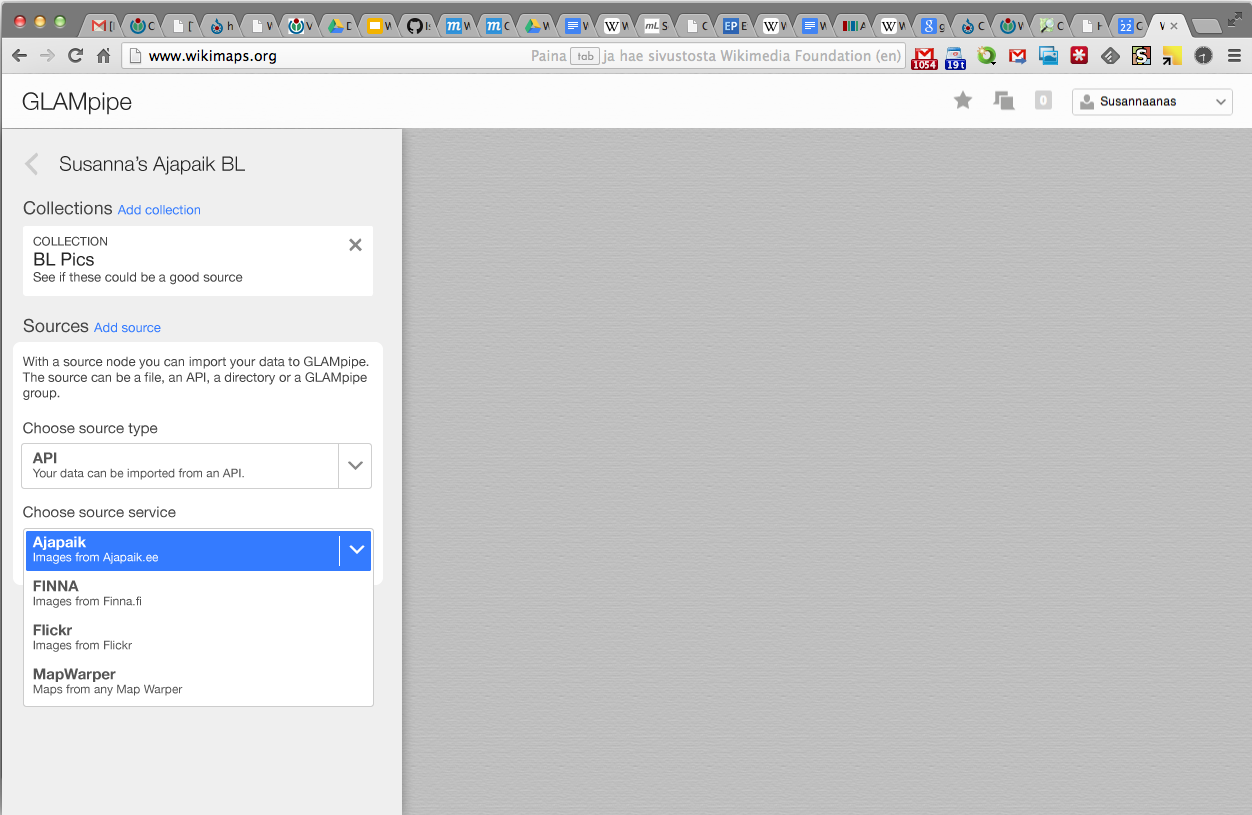 www.wikimaps.org
Paina tab ja hae sivustosta Wikimedia Foundation (en)
1054
19 t
GLAMpipe
0
Susannaanas
Susanna's Ajapaik BL
Collections Add collection
COLLECTION
BL Pics
See if these could be a good source
Sources Add source
With a source node you can import your data to GLAMpipe.
The source can be a file, an API, a directory or a GLAMpipe
group.
Choose source type
API
Your data can be imported from an API.
Choose source service
Ajapaik
Images from Ajapaik.ee
FINNA
Images from Finna.fi
Flickr
Images from Flickr
MapWarper
Maps from any Map Warper